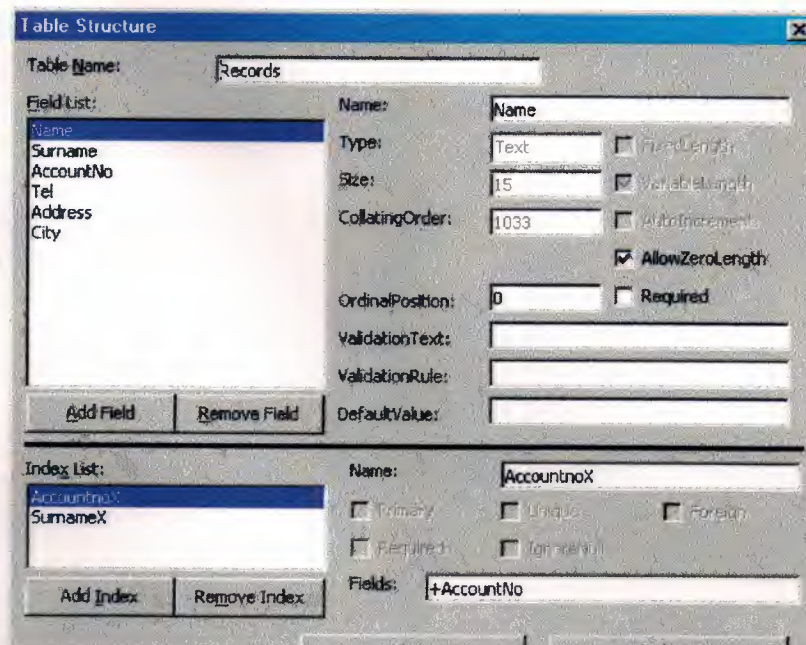 Table Structure
Table Name: Records
Field List:
Name
Surname
AccountNo
Tel
Address
City
Add Field Remove Field
Name: Name
Type: Text FixedLength
Size: 15 VariableLength
CollatingOrder: 1033 AutoIncrement
AllowZeroLength
OrdinalPosition: 0 Required
ValidationText:
ValidationRule:
DefaultValue:
Index List:
AccountnoX
SurnameX
Add Index Remove Index
Name: AccountnoX
Primary Unique Foreign
Required IgnoreNull
Fields: +AccountNo